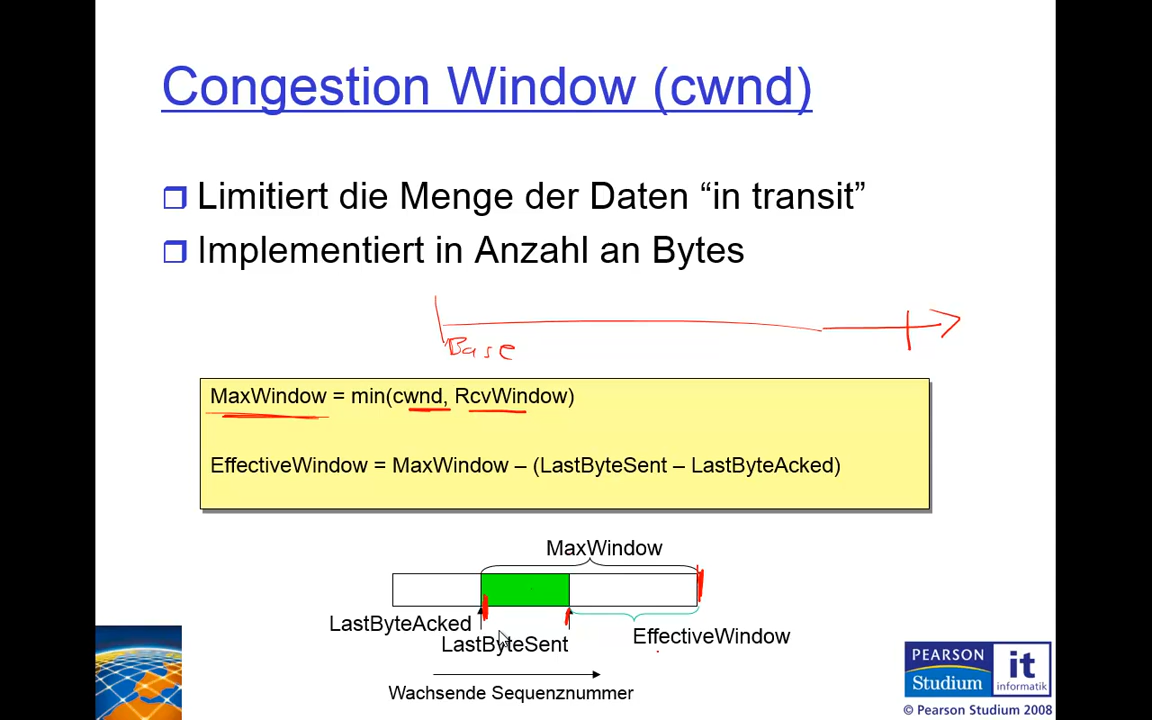 Congestion Window (cwnd)
Limitiert die Menge der Daten “in transit”
Implementiert in Anzahl an Bytes
Base
MaxWindow = min(cwnd, RcvWindow)
EffectiveWindow = MaxWindow – (LastByteSent – LastByteAcked)
MaxWindow
LastByteAcked
LastByteSent
EffectiveWindow
Wachsende Sequenznummer
PEARSON
Studium
it
informatik
© Pearson Studium 2008